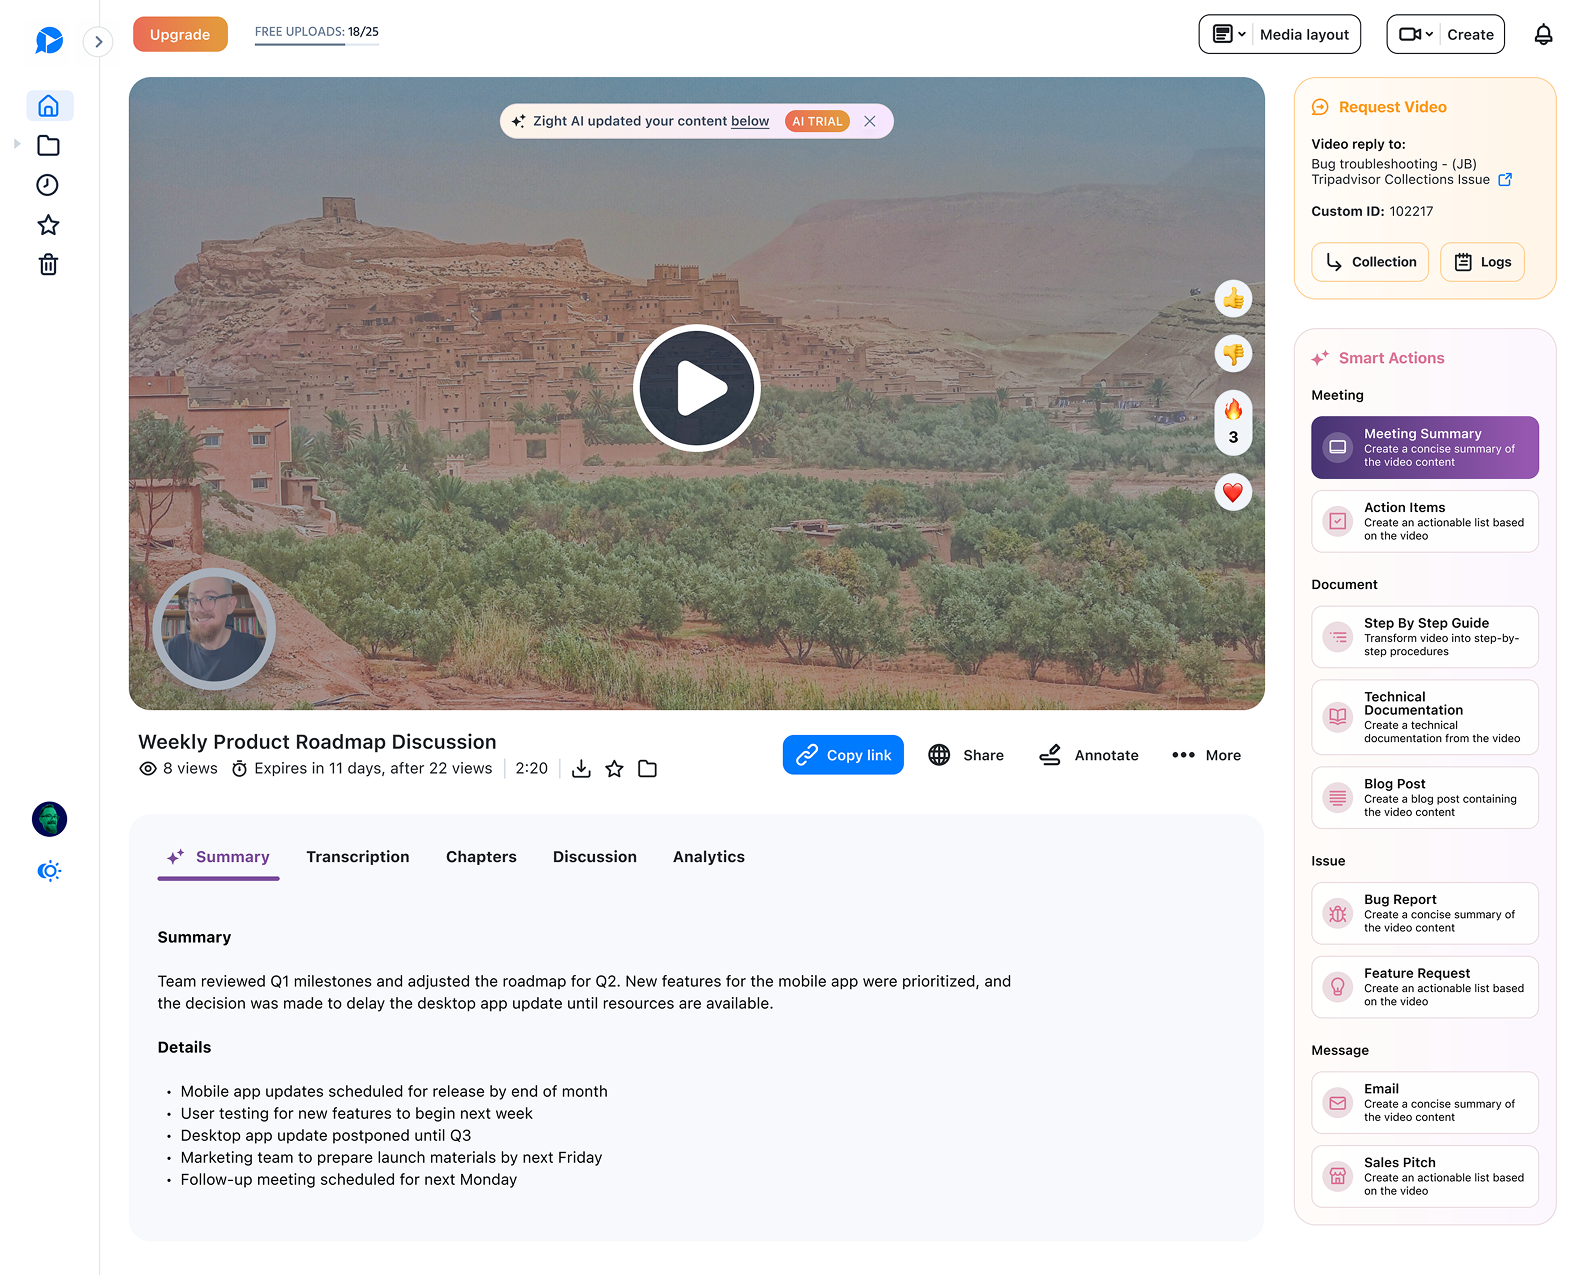 Upgrade
FREE UPLOADS: 18/25
Media layout
Create
Zight AI updated your content below
AI TRIAL
3
Weekly Product Roadmap Discussion
8 views
Expires in 11 days, after 22 views
2:20
Copy link
Share
Annotate
More
Summary
Transcription
Chapters
Discussion
Analytics
Summary
Team reviewed Q1 milestones and adjusted the roadmap for Q2. New features for the mobile app were prioritized, and
the decision was made to delay the desktop app update until resources are available.
Details
• Mobile app updates scheduled for release by end of month
• User testing for new features to begin next week
• Desktop app update postponed until Q3
• Marketing team to prepare launch materials by next Friday
• Follow-up meeting scheduled for next Monday
Request Video
Video reply to:
Bug troubleshooting - (JB)
Tripadvisor Collections Issue
Custom ID: 102217
Collection
Logs
Smart Actions
Meeting
Meeting Summary
Create a concise summary of
the video content
Action Items
Create an actionable list based
on the video
Document
Step By Step Guide
Transform video into step-by-
step procedures
Technical
Documentation
Create a technical
documentation from the video
Blog Post
Create a blog post containing
the video content
Issue
Bug Report
Create a concise summary of
the video content
Feature Request
Create an actionable list based
on the video
Message
Email
Create a concise summary of
the video content
Sales Pitch
Create an actionable list based
on the video